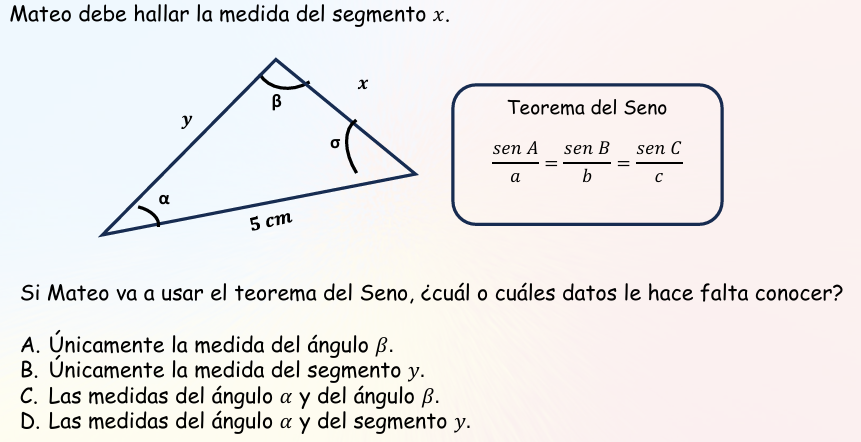 Mateo debe hallar la medida del segmento x.
β
x
y
σ
α
5 cm
Teorema del Seno
sen A / a = sen B / b = sen C / c
Si Mateo va a usar el teorema del Seno, ¿cuál o cuáles datos le hace falta conocer?
A. Únicamente la medida del ángulo β.
B. Únicamente la medida del segmento y.
C. Las medidas del ángulo α y del ángulo β.
D. Las medidas del ángulo α y del segmento y.